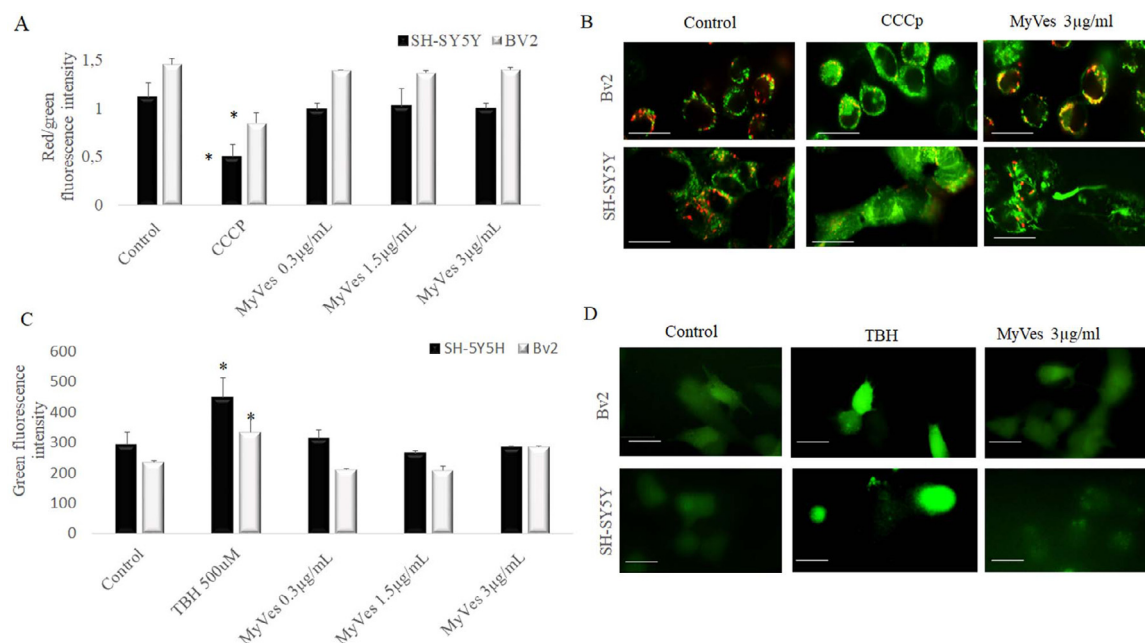 A
SH-SY5Y BV2
Red/green
fluorescence intensity
1,5
1
0,5
0
*
*
Control
CCCP
MyVes 0.3µg/mL
MyVes 1.5µg/mL
MyVes 3µg/mL
B
Control CCCp MyVes 3µg/ml
Bv2
SH-SY5Y
C
SH-5Y5H Bv2
Green fluorescence
intensity
600
500
400
300
200
100
0
*
*
Control
TBH 500uM
MyVes 0.3µg/mL
MyVes 1.5µg/mL
MyVes 3µg/mL
D
Control TBH MyVes 3µg/ml
Bv2
SH-SY5Y